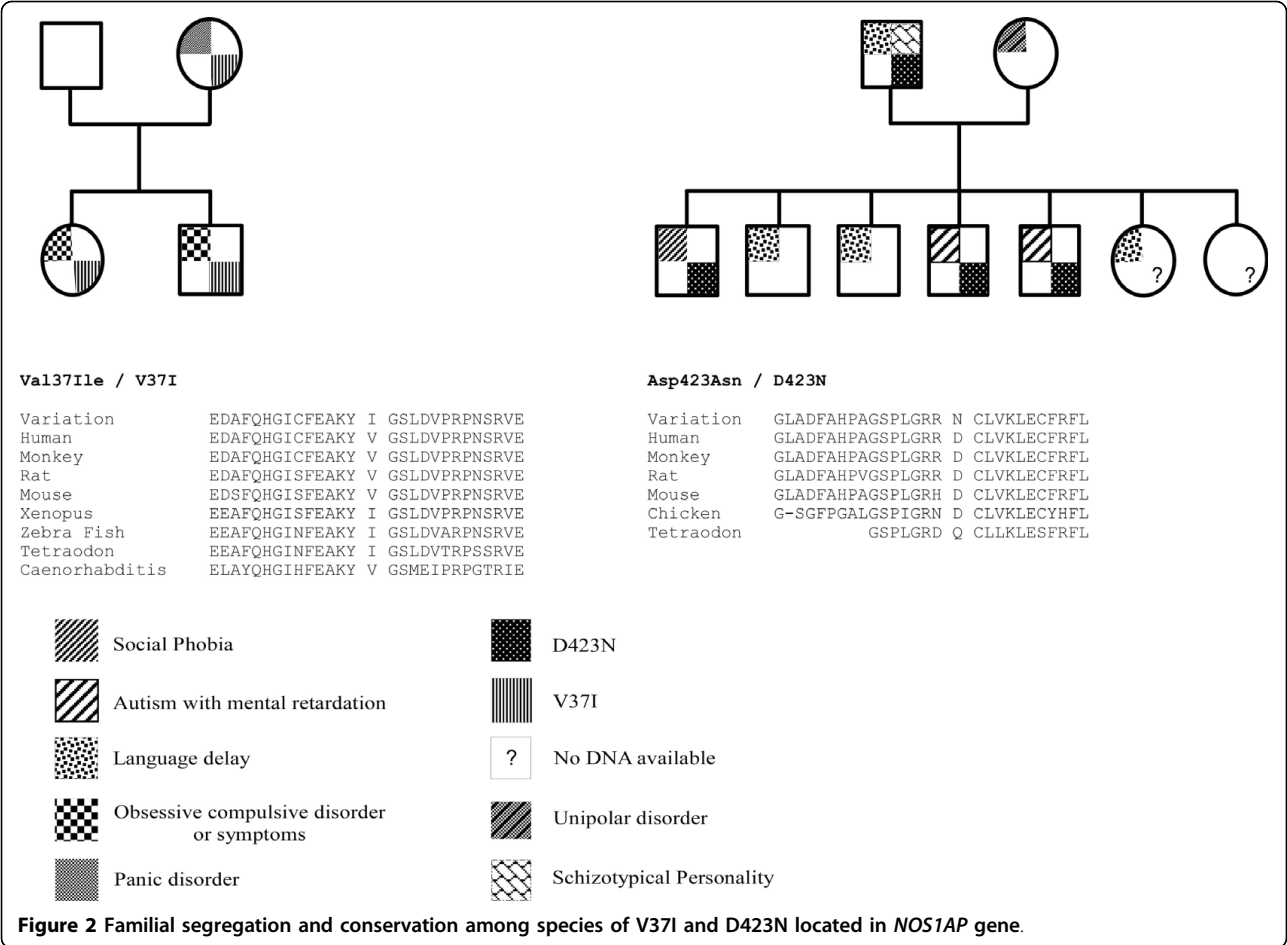 ? ?
Val37Ile / V37I
Variation EDAFQHGICFEAKY I GSLDVPRPNSRVE
Human EDAFQHGICFEAKY V GSLDVPRPNSRVE
Monkey EDAFQHGICFEAKY V GSLDVPRPNSRVE
Rat EDAFQHGISFEAKY V GSLDVPRPNSRVE
Mouse EDSFQHGISFEAKY V GSLDVPRPNSRVE
Xenopus EEAFQHGISFEAKY V GSLDVPRPNSRVE
Zebra Fish EEAFQHGINFEAKY I GSLDVARPNSRVE
Tetraodon EEAFQHGINFEAKY I GSLDVTRPSSRVE
Caenorhabditis ELAYQHGIHFEAKY V GSMEIPRPGTRIE
Asp423Asn / D423N
Variation GLADFAHPAGSPLGRR N CLVKLECFRFL
Human GLADFAHPAGSPLGRR D CLVKLECFRFL
Monkey GLADFAHPAGSPLGRR D CLVKLECFRFL
Rat GLADFAHPVGSPLGRR D CLVKLECFRFL
Mouse GLADFAHPAGSPLGRH D CLVKLECFRFL
Chicken G-SGFPGALGSPIGRN D CLVKLECYHFL
Tetraodon GSPLGRD Q CLLKLESFRFL
Social Phobia
Autism with mental retardation
Language delay
Obsessive compulsive disorder
or symptoms
Panic disorder
D423N
V37I
? No DNA available
Unipolar disorder
Schizotypical Personality
Figure 2 Familial segregation and conservation among species of V37I and D423N located in NOS1AP gene.